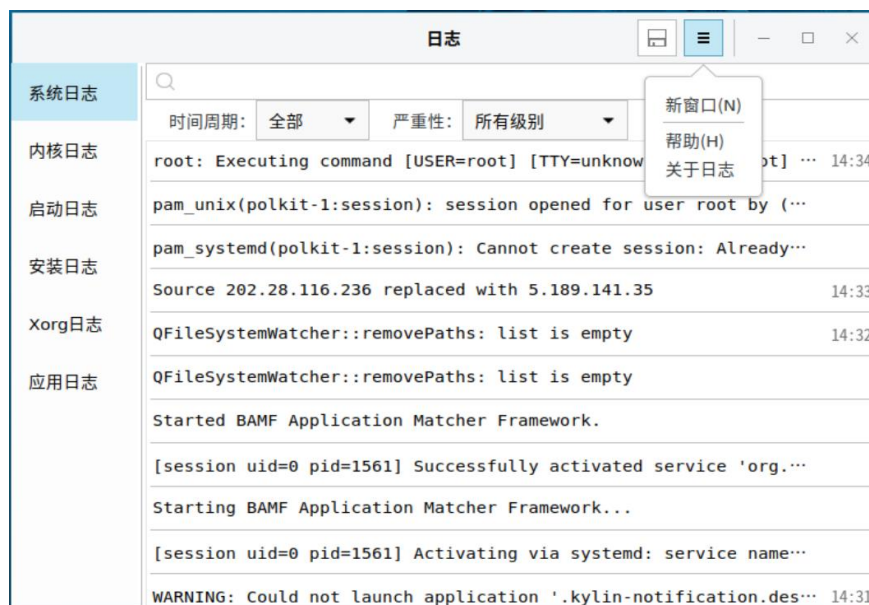 日志
系统日志
内核日志
启动日志
安装日志
Xorg日志
应用日志
新窗口(N)
帮助(H)
关于日志
时间周期: 全部 严重性: 所有级别
root: Executing command [USER=root] [TTY=unknow ot] ··· 14:34
pam_unix(polkit-1:session): session opened for user root by (···
pam_systemd(polkit-1:session): Cannot create session: Already···
Source 202.28.116.236 replaced with 5.189.141.35 14:33
QFileSystemWatcher::removePaths: list is empty 14:32
QFileSystemWatcher::removePaths: list is empty
Started BAMF Application Matcher Framework.
[session uid=0 pid=1561] Successfully activated service 'org.···
Starting BAMF Application Matcher Framework...
[session uid=0 pid=1561] Activating via systemd: service name···
WARNING: Could not launch application '.kylin-notification.des··· 14:31